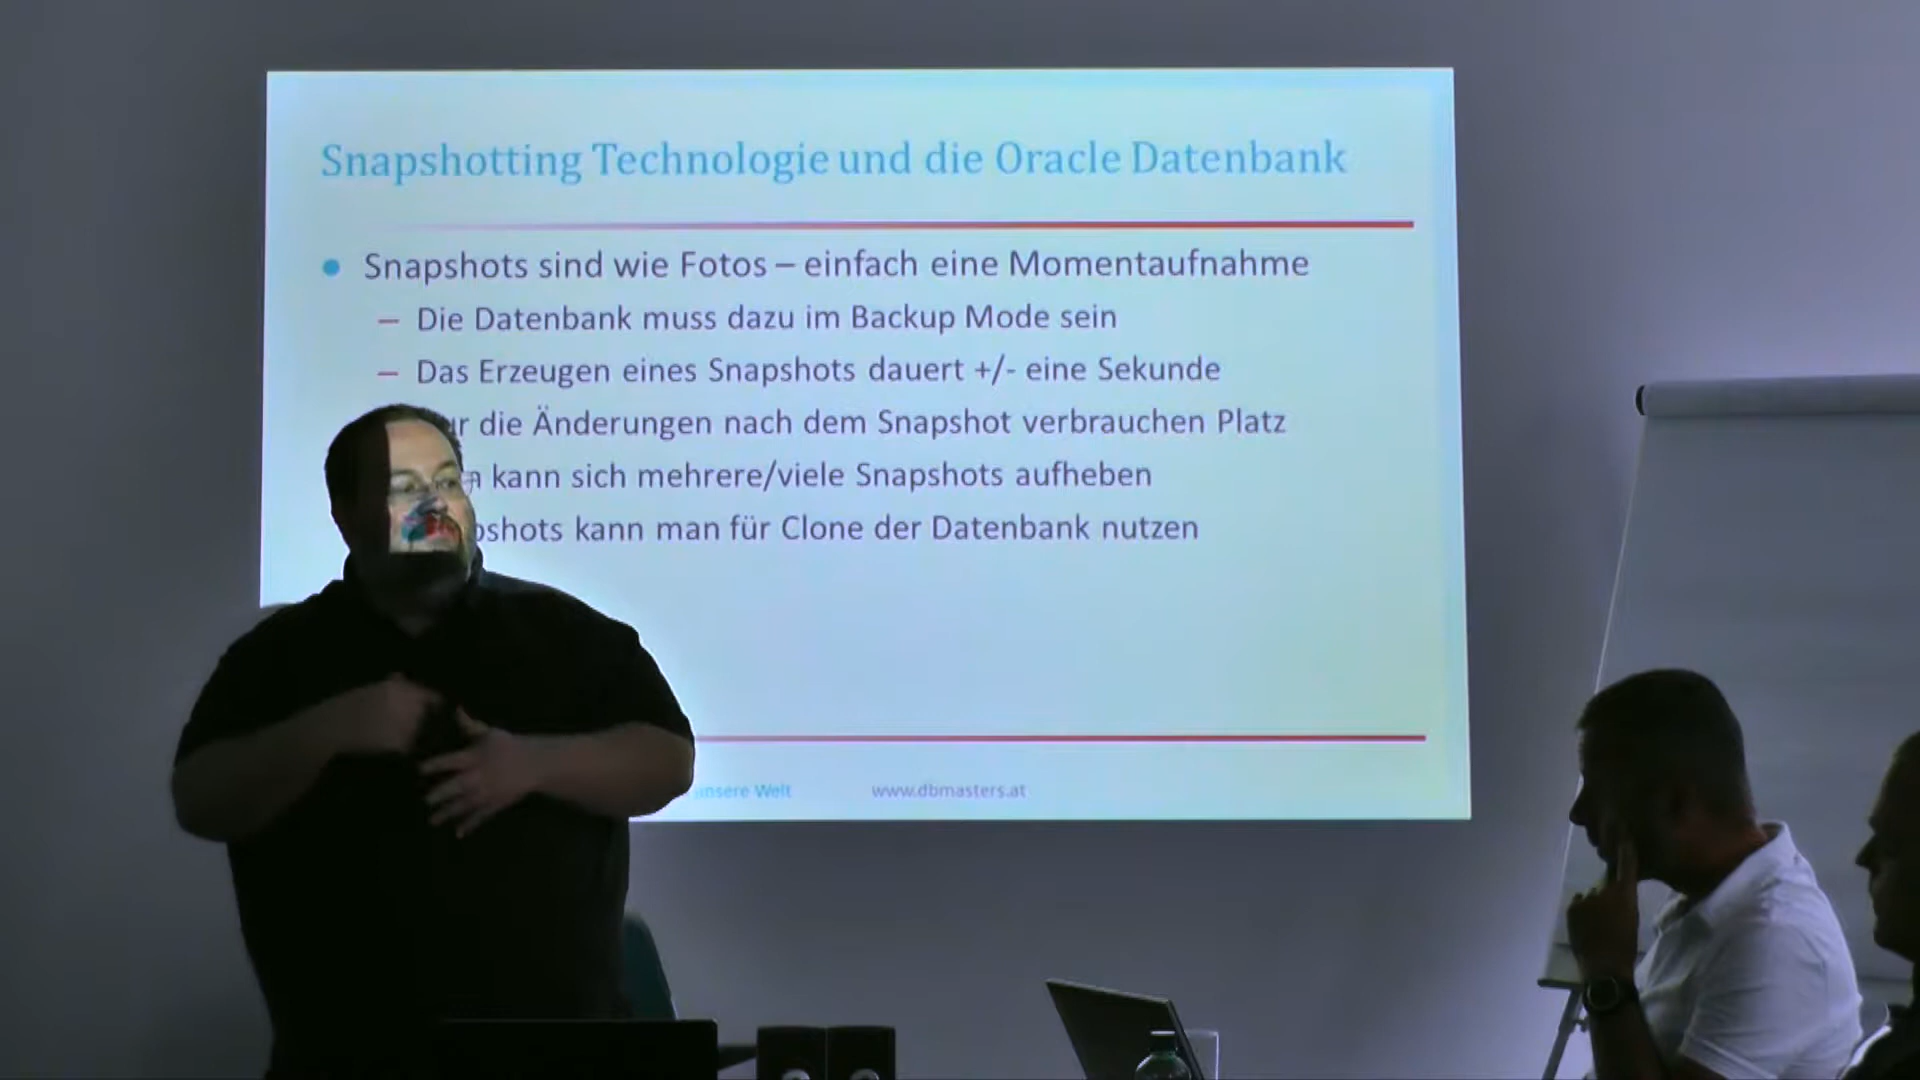 Snapshotting Technologie und die Oracle Datenbank
Snapshots sind wie Fotos – einfach eine Momentaufnahme
– Die Datenbank muss dazu im Backup Mode sein
– Das Erzeugen eines Snapshots dauert +/- eine Sekunde
die Änderungen nach dem Snapshot verbrauchen Platz
kann sich mehrere/viele Snapshots aufheben
kann man für Clone der Datenbank nutzen
unsere Welt www.dbmasters.at